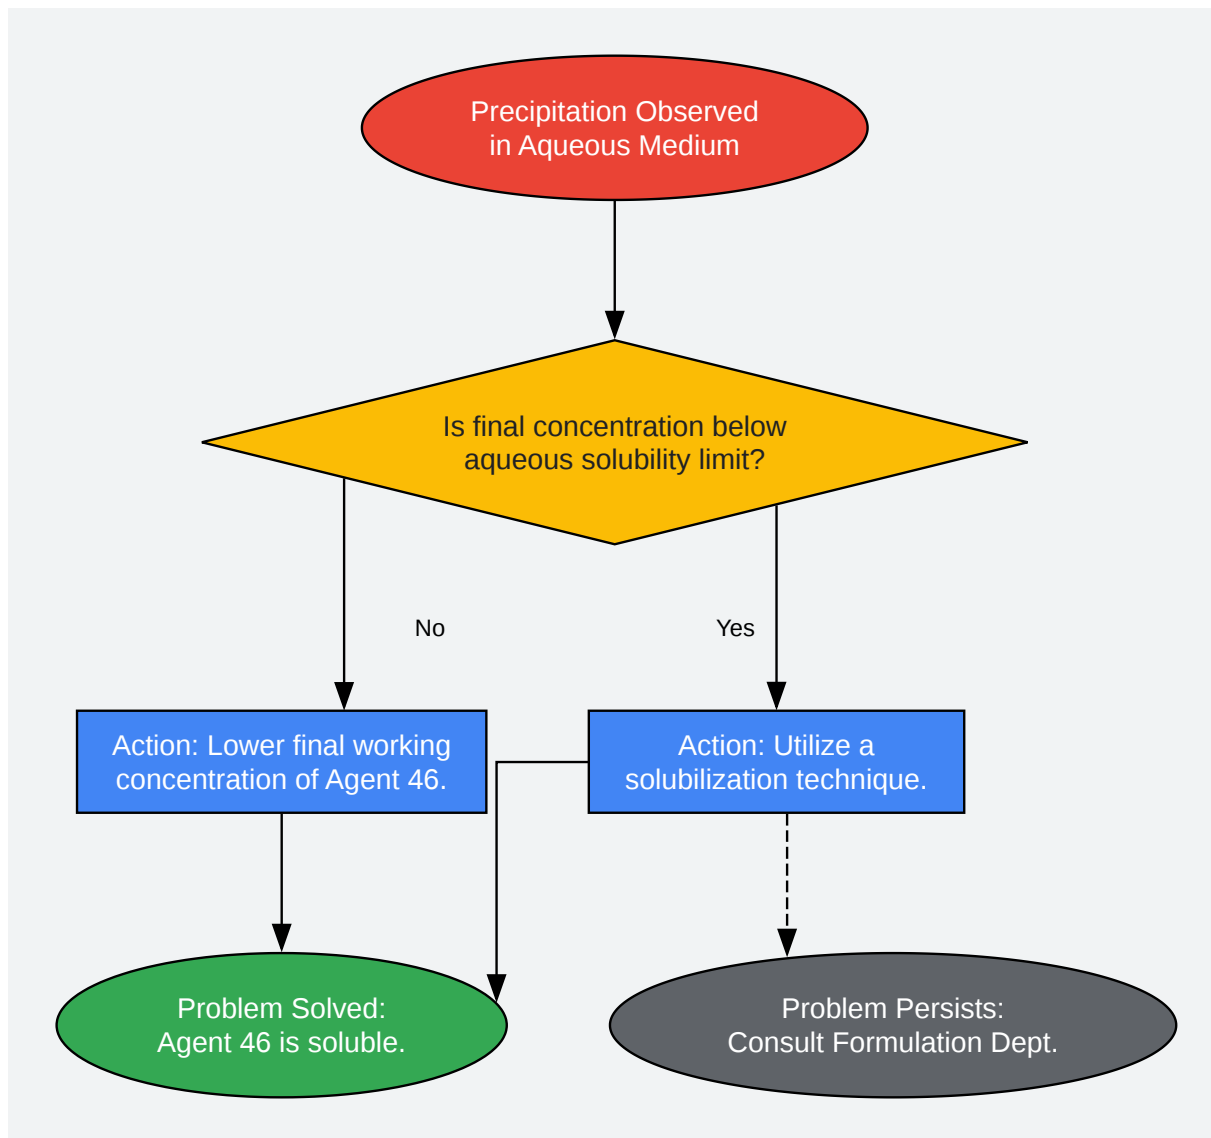 Precipitation Observed
in Aqueous Medium
Is final concentration below
aqueous solubility limit?
No
Yes
Action: Lower final working
concentration of Agent 46.
Action: Utilize a
solubilization technique.
Problem Solved:
Agent 46 is soluble.
Problem Persists:
Consult Formulation Dept.